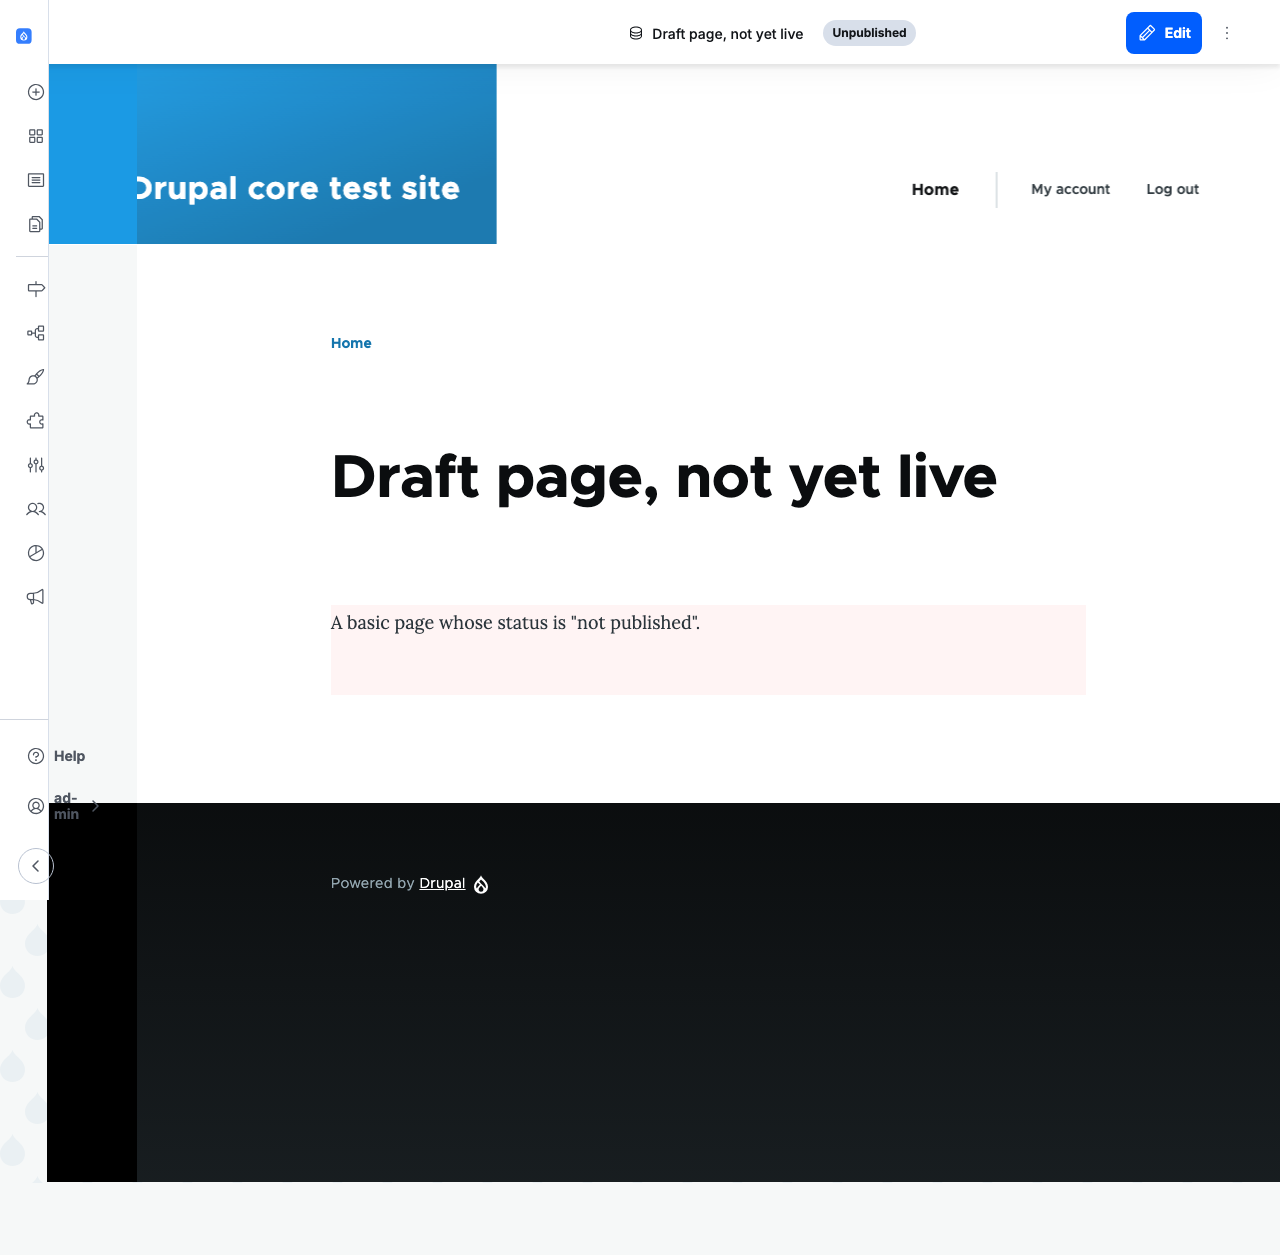 Draft page, not yet live
Unpublished
Edit
Drupal core test site
Home
My account
Log out
Home
Draft page, not yet live
A basic page whose status is "not published".
Help
ad-
min
Powered by Drupal